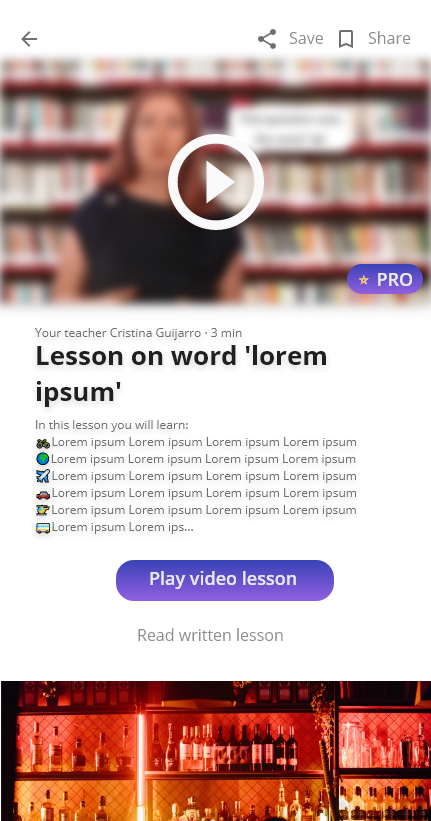 Save Share
PRO
Your teacher Cristina Guijarro · 3 min
Lesson on word 'lorem
ipsum'
In this lesson you will learn:
🚲Lorem ipsum Lorem ipsum Lorem ipsum Lorem ipsum
🌍Lorem ipsum Lorem ipsum Lorem ipsum Lorem ipsum
✈️Lorem ipsum Lorem ipsum Lorem ipsum Lorem ipsum
🚗Lorem ipsum Lorem ipsum Lorem ipsum Lorem ipsum
Lorem ipsum Lorem ipsum Lorem ipsum Lorem ipsum
Lorem ipsum Lorem ips...
Play video lesson
Read written lesson